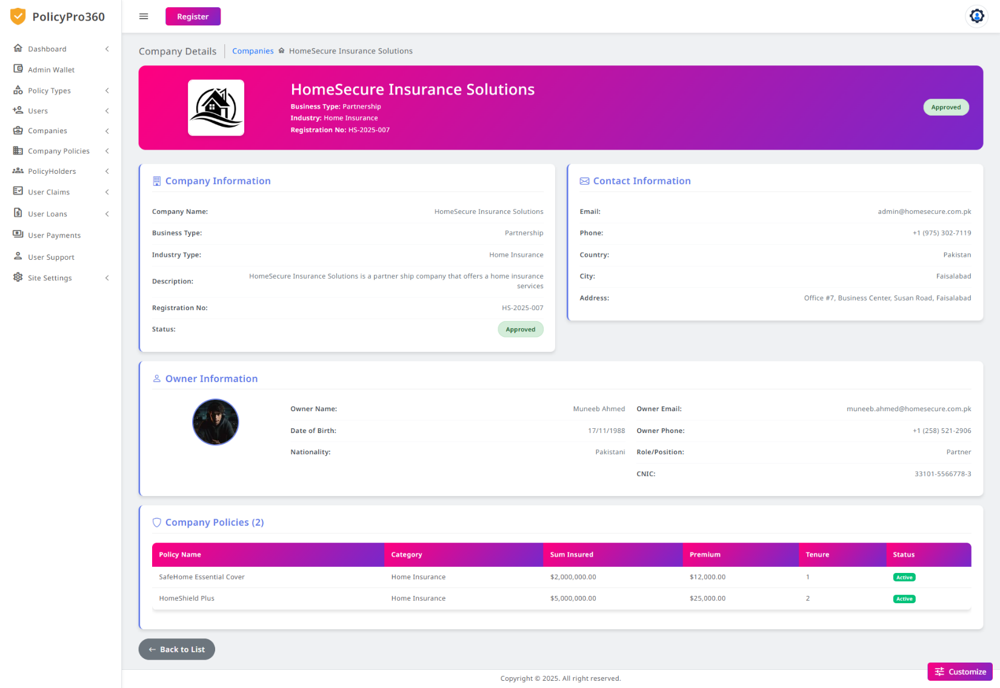 PolicyPro360
Register
Dashboard
Admin Wallet
Policy Types
Users
Companies
Company Policies
PolicyHolders
User Claims
User Loans
User Payments
User Support
Site Settings
Company Details
Companies HomeSecure Insurance Solutions
HomeSecure Insurance Solutions
Business Type: Partnership
Industry: Home Insurance
Registration No: HS-2025-007
Approved
Company Information
Company Name: HomeSecure Insurance Solutions
Business Type: Partnership
Industry Type: Home Insurance
Description: HomeSecure Insurance Solutions is a partner ship company that offers a home insurance
services
Registration No: HS-2025-007
Status: Approved
Contact Information
Email: admin@homesecure.com.pk
Phone: +1 (975) 302-7119
Country: Pakistan
City: Faisalabad
Address: Office #7, Business Center, Susan Road, Faisalabad
Owner Information
Owner Name: Muneeb Ahmed
Date of Birth: 17/11/1988
Nationality: Pakistani
Owner Email: muneeb.ahmed@homesecure.com.pk
Owner Phone: +1 (258) 521-2906
Role/Position: Partner
CNIC: 33101-5566778-3
Company Policies (2)
Policy Name Category Sum Insured Premium Tenure Status
SafeHome Essential Cover Home Insurance $2,000,000.00 $12,000.00 1 Active
HomeShield Plus Home Insurance $5,000,000.00 $25,000.00 2 Active
Back to List
Customize
Copyright © 2025. All right reserved.